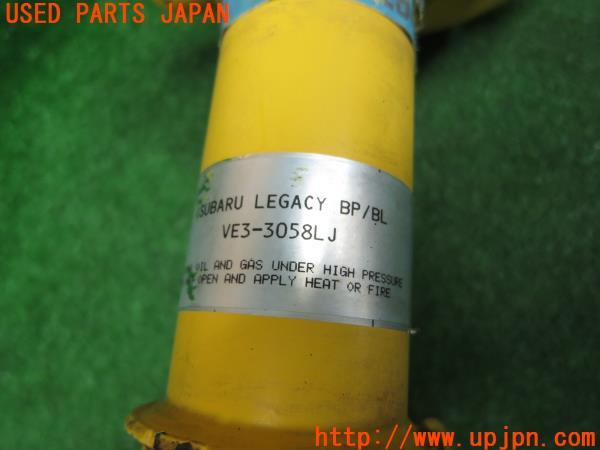 USED PARTS JAPAN
SUBARU LEGACY BP/BL
VE3-3058LJ
OIL AND GAS UNDER HIGH PRESSURE
OPEN AND APPLY HEAT OR FIRE
http://www.upjpn.com